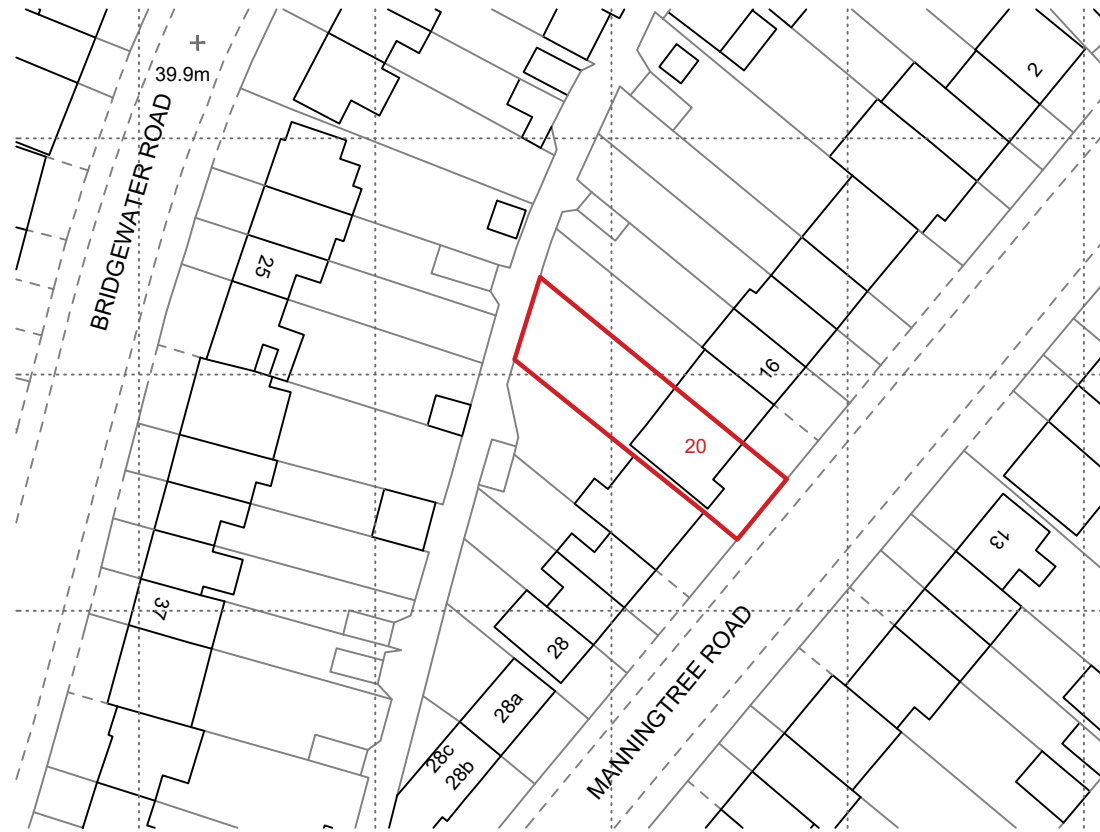 39.9m
2
BRIDGEWATER ROAD
25
16
20
13
37
28
28a
28c
28b
MANNINGTREE ROAD